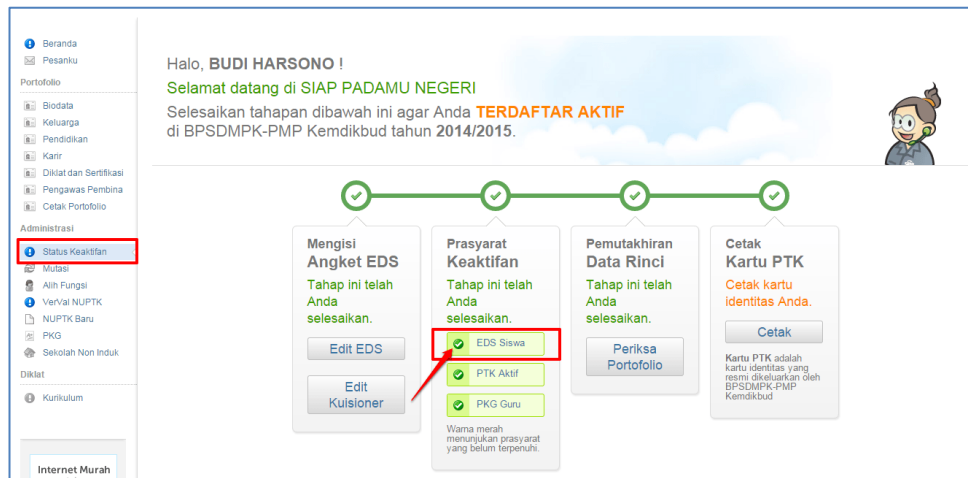 Beranda
Pesanku
Portofolio
Biodata
Keluarga
Pendidikan
Karir
Diklat dan Sertifikasi
Pengawas Pembina
Cetak Portofolio
Administrasi
Status Keaktifan
Mutasi
Alih Fungsi
VerVal NUPTK
NUPTK Baru
PKG
Sekolah Non Induk
Diklat
Kurikulum
Internet Murah
Halo, BUDI HARSONO !
Selamat datang di SIAP PADAMU NEGERI
Selesaikan tahapan dibawah ini agar Anda TERDAFTAR AKTIF
di BPSDMPK-PMP Kemdikbud tahun 2014/2015.
Mengisi
Angket EDS
Tahap ini telah
Anda
selesaikan.
Edit EDS
Edit
Kuisioner
Prasyarat
Keaktifan
Tahap ini telah
Anda
selesaikan.
EDS Siswa
PTK Aktif
PKG Guru
Warna merah
menunjukan prasyarat
yang belum terpenuhi.
Pemutakhiran
Data Rinci
Tahap ini telah
Anda
selesaikan.
Periksa
Portofolio
Cetak
Kartu PTK
Cetak kartu
identitas Anda.
Cetak
Kartu PTK adalah
kartu identitas yang
resmi dikeluarkan oleh
BPSDMPK-PMP
Kemdikbud